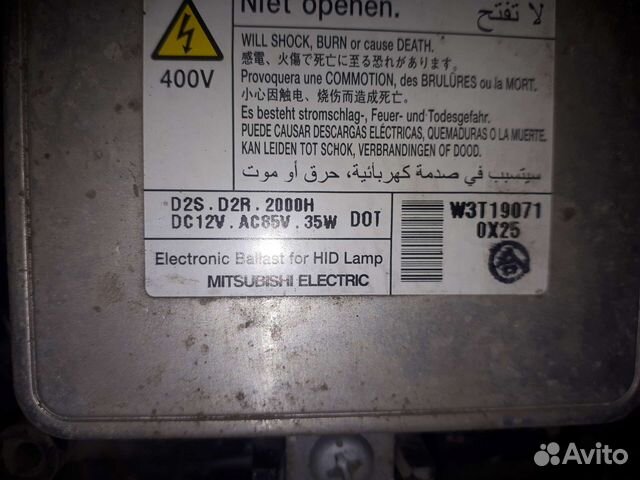 Niet openen.
لا تفتح
400V
WILL SHOCK, BURN or cause DEATH.
感電、火傷で死亡に至る恐れがあります。
Provoquera une COMMOTION, des BRULÛRES ou la MORT.
小心因触电、烧伤而造成死亡。
Es besteht stromschlag-, Feuer- und Todesgefahr.
PUEDE CAUSAR DESCARGAS ELÉCTRICAS, QUEMADURAS O LA MUERTE.
KAN LEIDEN TOT SCHOK, VERBRANDINGEN OF DOOD.
سيتسبب في صدمة كهربائية، حرق أو موت
D2S . D2R . 2000H
DC12V . AC85V . 35W DOT
W3T19071
0X25
Electronic Ballast for HID Lamp
MITSUBISHI ELECTRIC
Avito